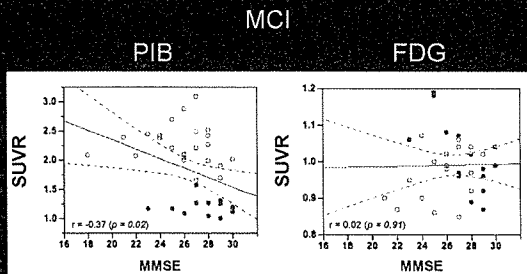 MCI
PIB
FDG
SUVR
3.0
2.5
2.0
1.5
1.0
r = -0.37 (p = 0.02)
16 18 20 22 24 26 28 30 32
MMSE
SUVR
1.2
1.1
1.0
0.9
0.8
r = 0.02 (p = 0.91)
16 18 20 22 24 26 28 30 32
MMSE